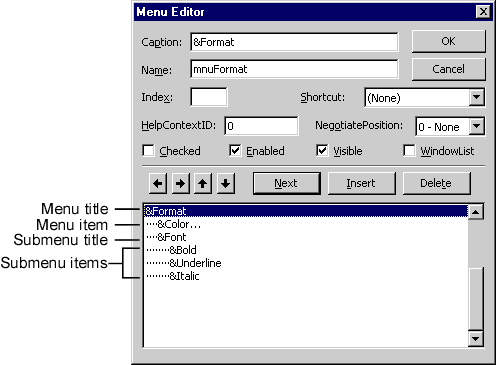 Menu Editor
Caption: &Format OK
Name: mnuFormat Cancel
Index: Shortcut: (None)
HelpContextID: 0 NegotiatePosition: 0 - None
Checked Enabled Visible WindowList
Next Insert Delete
Menu title &Format
Menu item ····&Color...
Submenu title ····&Font
Submenu items ········&Bold
········&Underline
········&Italic